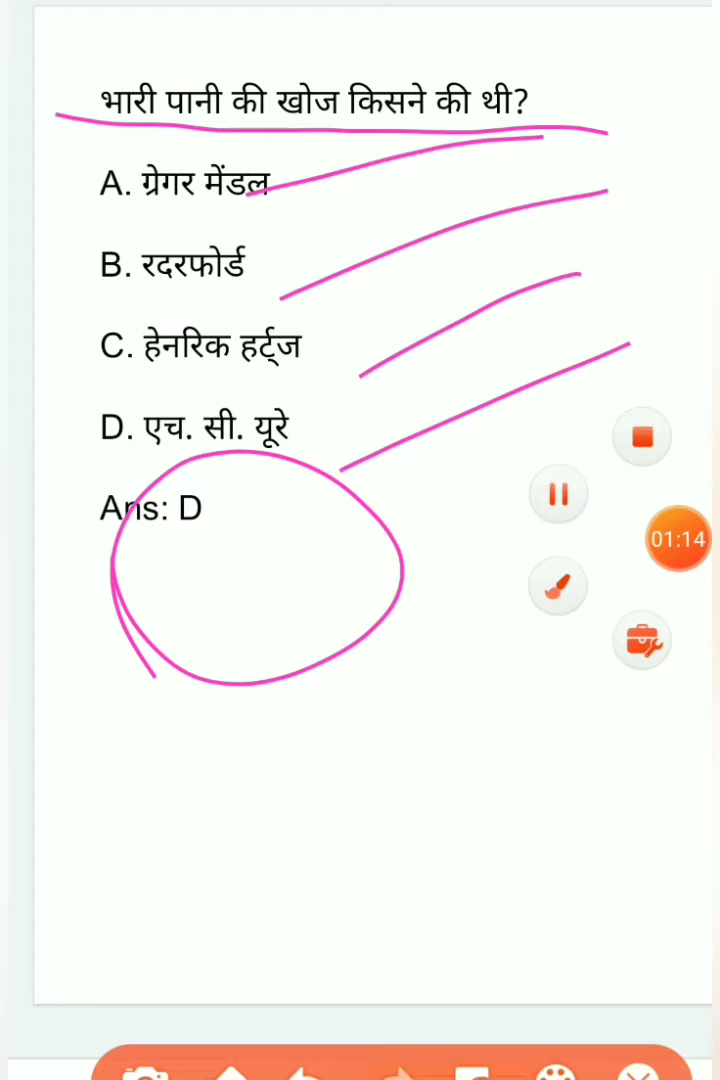 भारी पानी की खोज किसने की थी?
A. ग्रेगर मेंडल
B. रदरफोर्ड
C. हेनरिक हर्ट्ज
D. एच. सी. यूरे
Ans: D
01:14